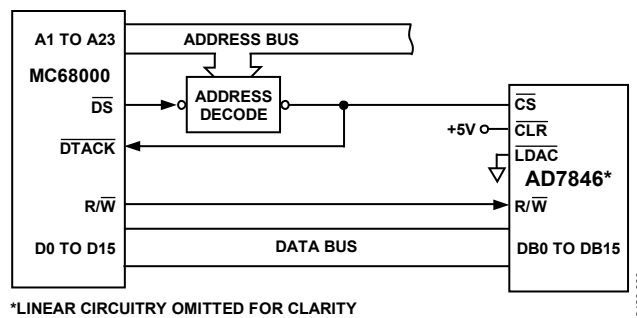 A1 TO A23
ADDRESS BUS
MC68000
DS
ADDRESS
DECODE
CS
+5V
CLR
DTACK
LDAC
AD7846*
R/W
R/W
D0 TO D15
DATA BUS
DB0 TO DB15
*LINEAR CIRCUITRY OMITTED FOR CLARITY